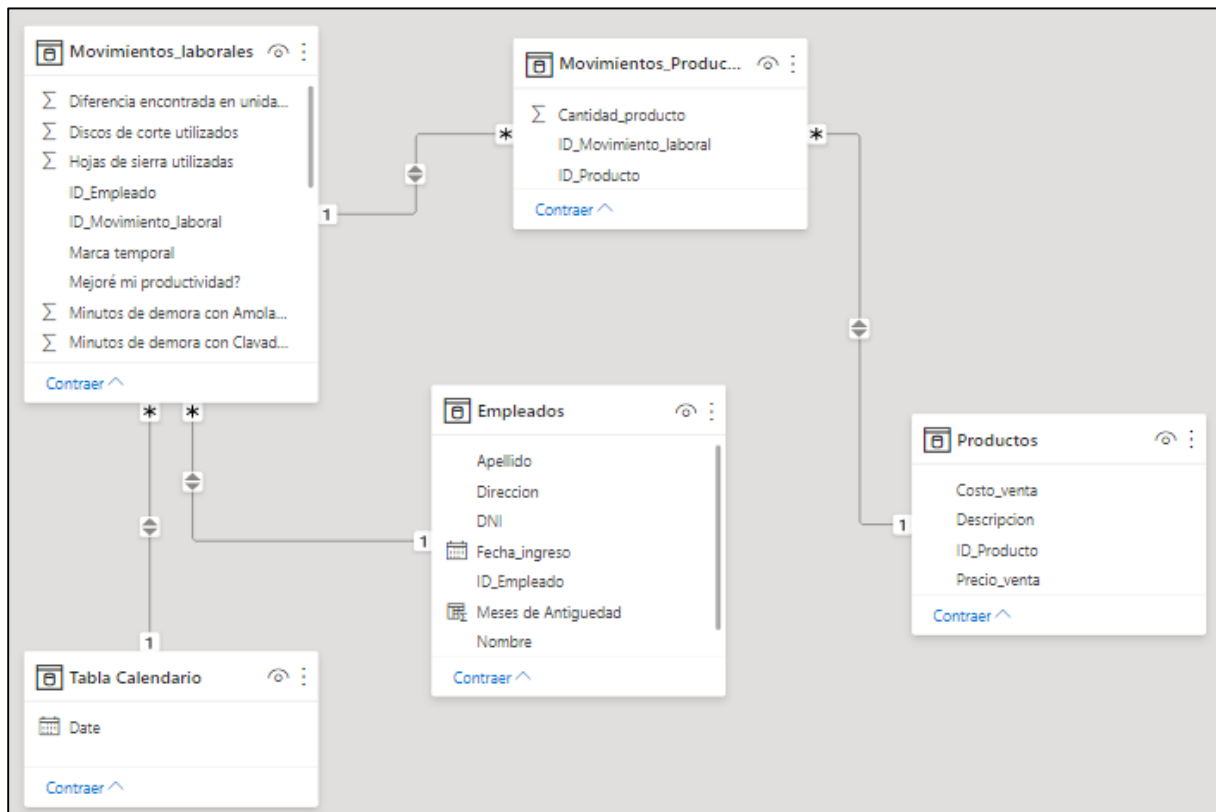 Movimientos_laborales
Diferencia encontrada en unida...
Discos de corte utilizados
Hojas de sierra utilizadas
ID_Empleado
ID_Movimiento_laboral
Marca temporal
Mejoré mi productividad?
Minutos de demora con Amola...
Minutos de demora con Clavad...
Contraer
Movimientos_Produc...
Cantidad_producto
ID_Movimiento_laboral
ID_Producto
Contraer
1
*
*
1
*
*
1
1
Empleados
Apellido
Direccion
DNI
Fecha_ingreso
ID_Empleado
Meses de Antiguedad
Nombre
Contraer
Productos
Costo_venta
Descripcion
ID_Producto
Precio_venta
Contraer
Tabla Calendario
Date
Contraer